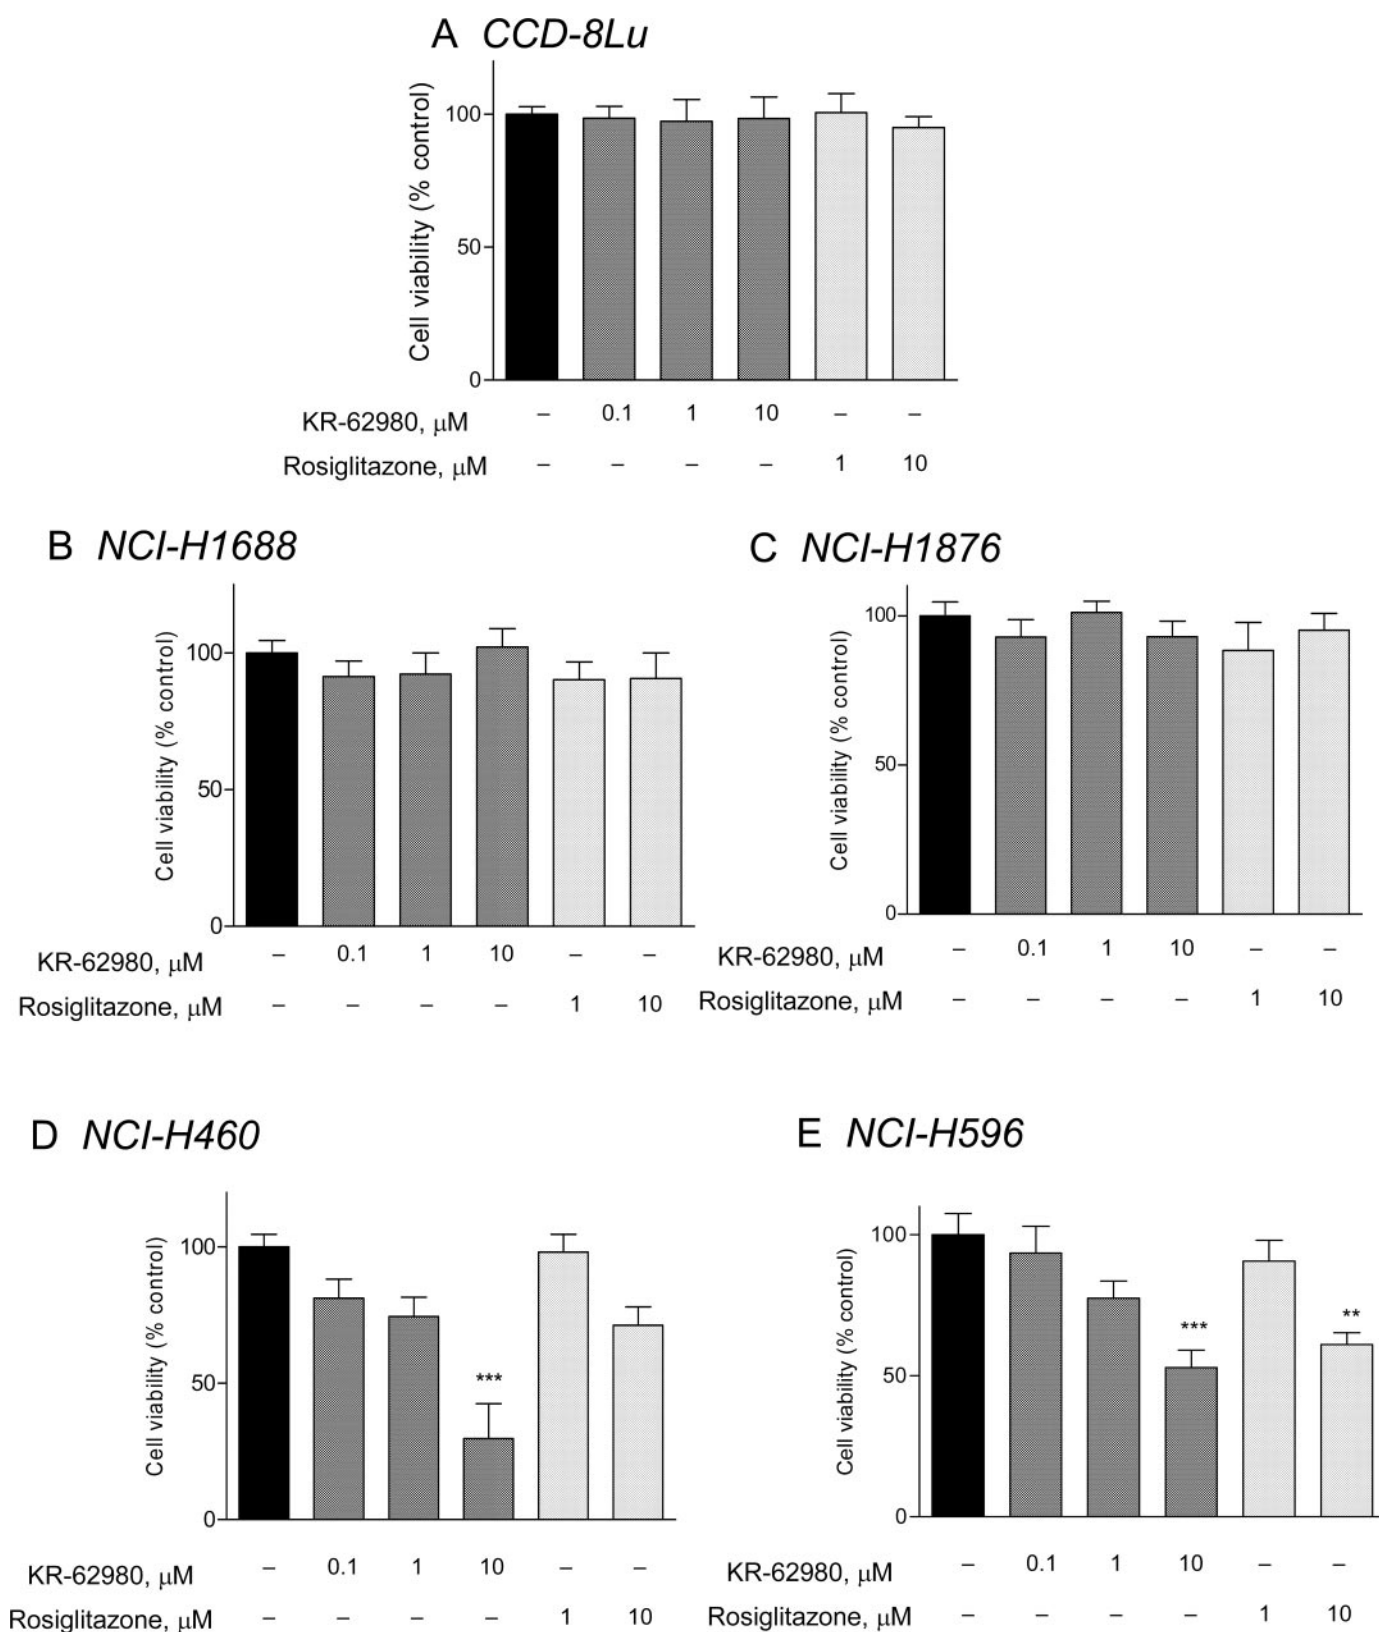 A CCD-8Lu
Cell viability (% control)
100
50
0
KR-62980, μM – 0.1 1 10 – –
Rosiglitazone, μM – – – – 1 10
B NCI-H1688
Cell viability (% control)
100
50
0
KR-62980, μM – 0.1 1 10 – –
Rosiglitazone, μM – – – – 1 10
C NCI-H1876
Cell viability (% control)
100
50
0
KR-62980, μM – 0.1 1 10 – –
Rosiglitazone, μM – – – – 1 10
D NCI-H460
Cell viability (% control)
100
50
0
***
KR-62980, μM – 0.1 1 10 – –
Rosiglitazone, μM – – – – 1 10
E NCI-H596
Cell viability (% control)
100
50
0
***
**
KR-62980, μM – 0.1 1 10 – –
Rosiglitazone, μM – – – – 1 10